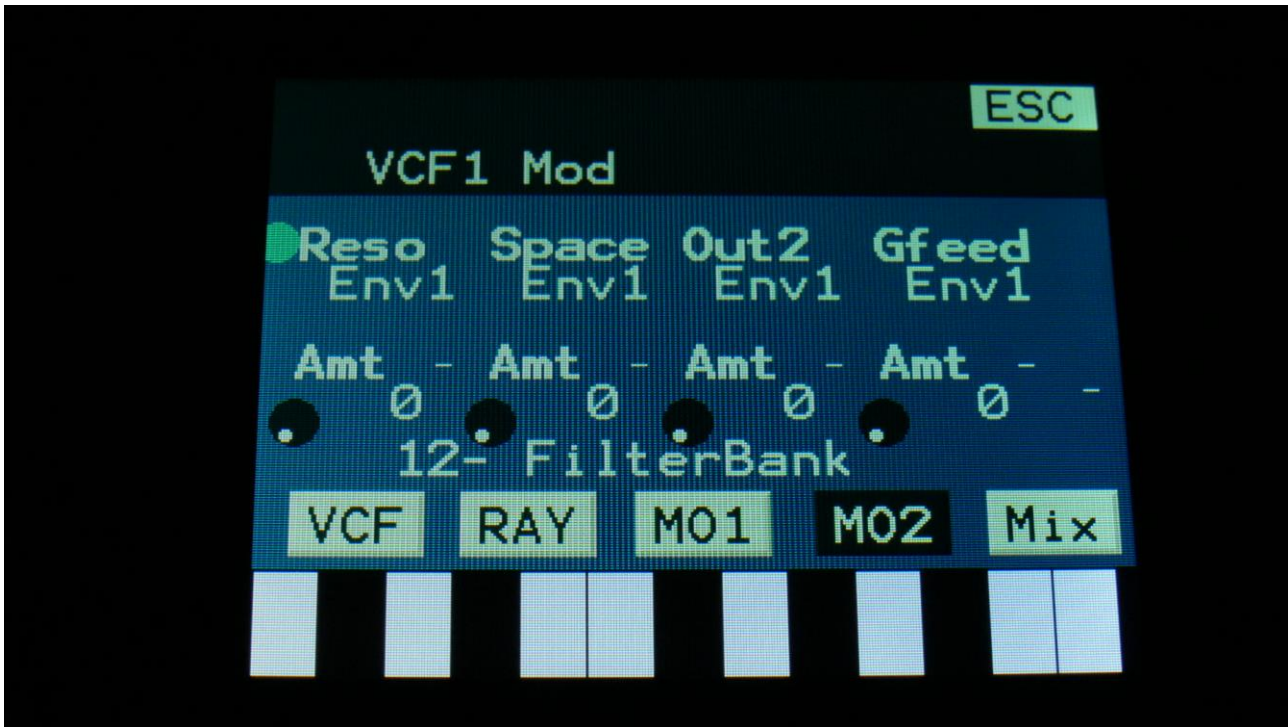 ESC
VCF1 Mod
Reso Space Out2 Gfeed
Env1 Env1 Env1 Env1
Amt - Amt - Amt - Amt -
0 0 0 0 -
12- FilterBank
VCF RAY MO1 MO2 Mix